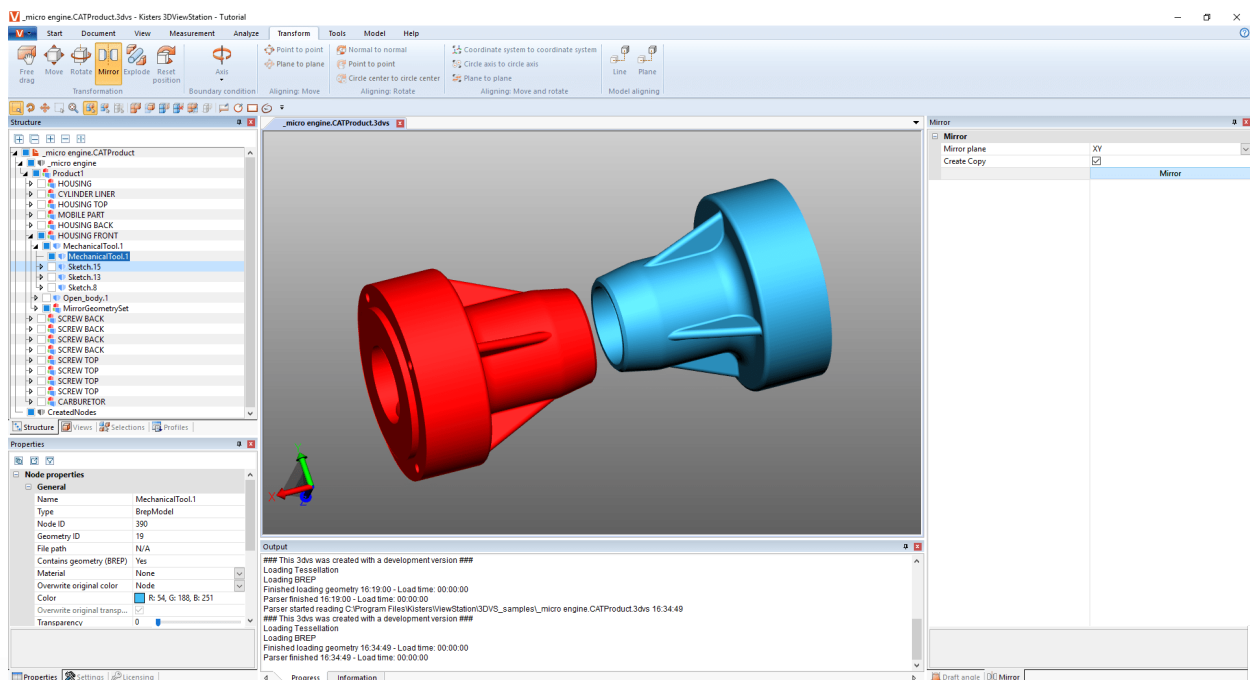 _micro engine.CATProduct.3dvs - Kisters 3DViewStation - Tutorial
Start Document View Measurement Analyze Transform Tools Model Help
Free drag
Move
Rotate
Mirror
Explode
Reset position
Transformation
Axis
Boundary condition
Point to point
Plane to plane
Aligning: Move
Normal to normal
Point to point
Circle center to circle center
Aligning: Rotate
Coordinate system to coordinate system
Circle axis to circle axis
Plane to plane
Aligning: Move and rotate
Line
Plane
Model aligning
Structure
_micro engine.CATProduct
_micro engine
Product1
HOUSING
CYLINDER LINER
HOUSING TOP
MOBILE PART
HOUSING BACK
HOUSING FRONT
MechanicalTool.1
MechanicalTool.1
Sketch.15
Sketch.13
Sketch.8
Open_body.1
MirrorGeometrySet
SCREW BACK
SCREW BACK
SCREW BACK
SCREW BACK
SCREW TOP
SCREW TOP
SCREW TOP
SCREW TOP
CARBURETOR
CreatedNodes
Structure Views Selections Profiles
Properties
Node properties
General
Name MechanicalTool.1
Type BrepModel
Node ID 390
Geometry ID 19
File path N/A
Contains geometry (BREP) Yes
Material None
Overwrite original color Node
Color R: 54, G: 188, B: 251
Overwrite original transp...
Transparency 0
Properties Settings Licensing
_micro engine.CATProduct.3dvs
X
Y
Z
Output
### This 3dvs was created with a development version ###
Loading Tessellation
Loading BREP
Finished loading geometry 16:19:00 - Load time: 00:00:00
Parser finished 16:19:00 - Load time: 00:00:00
Parser started reading C:\Program Files\Kisters\ViewStation\3DVS_samples\_micro engine.CATProduct.3dvs 16:34:49
### This 3dvs was created with a development version ###
Loading Tessellation
Loading BREP
Finished loading geometry 16:34:49 - Load time: 00:00:00
Parser finished 16:34:49 - Load time: 00:00:00
Progress Information
Mirror
Mirror
Mirror plane XY
Create Copy
Mirror
Draft angle Mirror